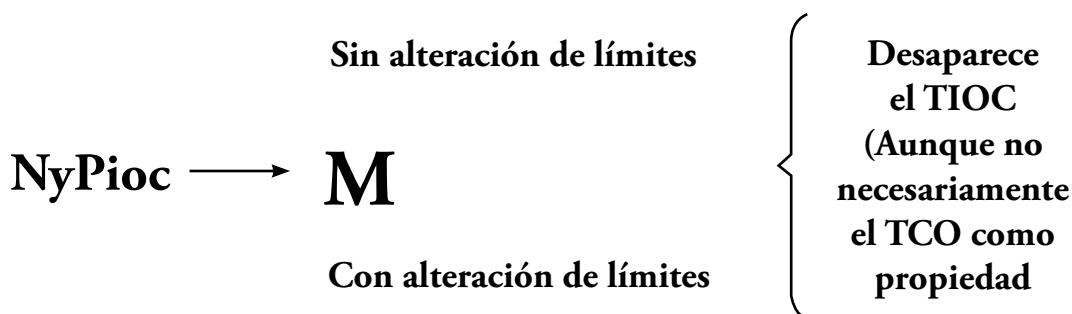 Sin alteración de límites
NyPioc
M
Con alteración de límites
Desaparece
el TIOC
(Aunque no
necesariamente
el TCO como
propiedad